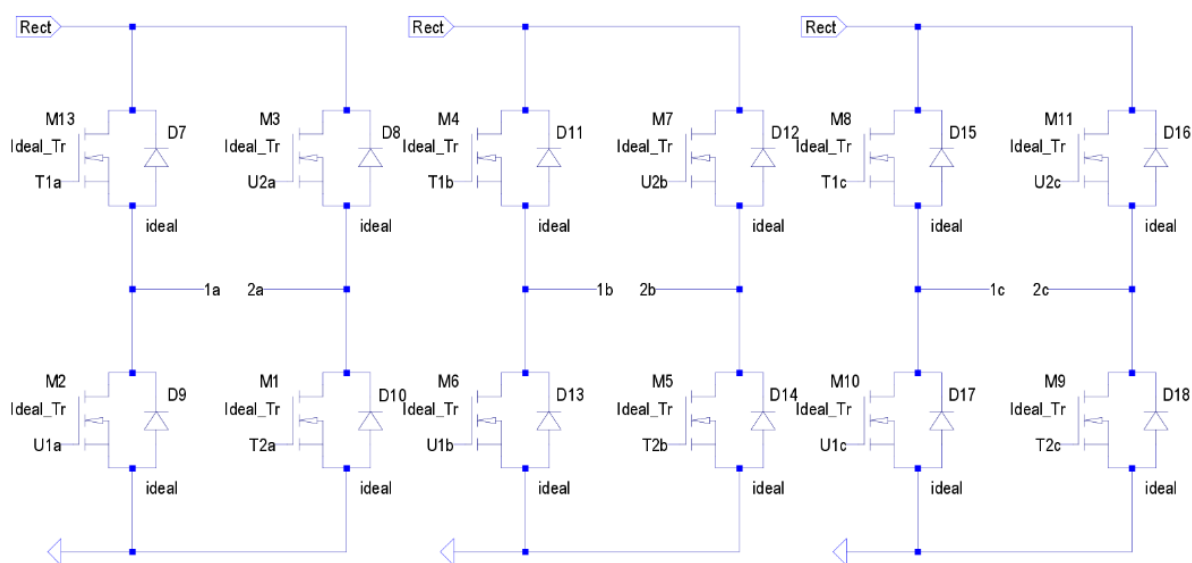 Rect Rect Rect
M13 M3 M4 M7 M8 M11
D7 D8 D11 D12 D15 D16
Ideal_Tr Ideal_Tr Ideal_Tr Ideal_Tr Ideal_Tr Ideal_Tr
T1a U2a T1b U2b T1c U2c
ideal ideal ideal ideal ideal ideal
1a 2a 1b 2b 1c 2c
M2 M1 M6 M5 M10 M9
D9 D10 D13 D14 D17 D18
Ideal_Tr Ideal_Tr Ideal_Tr Ideal_Tr Ideal_Tr Ideal_Tr
U1a T2a U1b T2b U1c T2c
ideal ideal ideal ideal ideal ideal